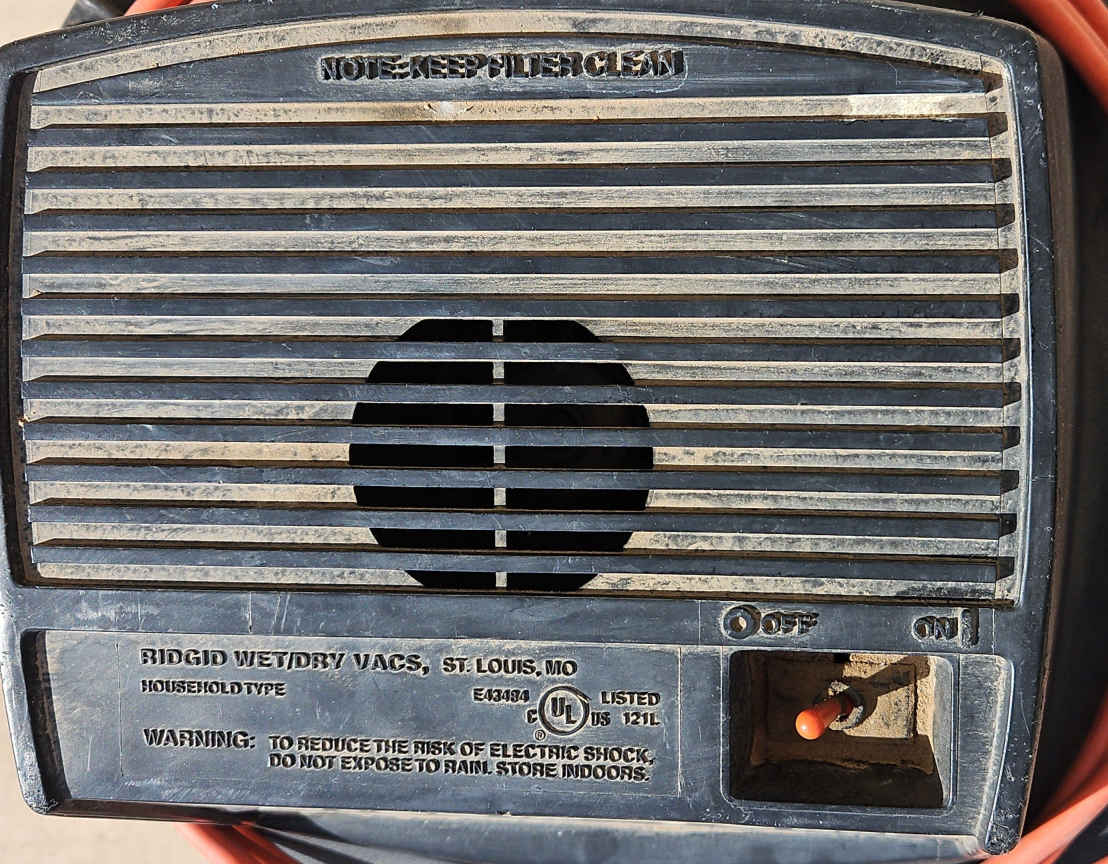 NOTE: KEEP FILTER CLEAN
O OFF
ON |
RIDGID WET/DRY VACS, ST. LOUIS, MO
HOUSEHOLD TYPE
E43484
C UL US
®
LISTED
121L
WARNING: TO REDUCE THE RISK OF ELECTRIC SHOCK,
DO NOT EXPOSE TO RAIN. STORE INDOORS.